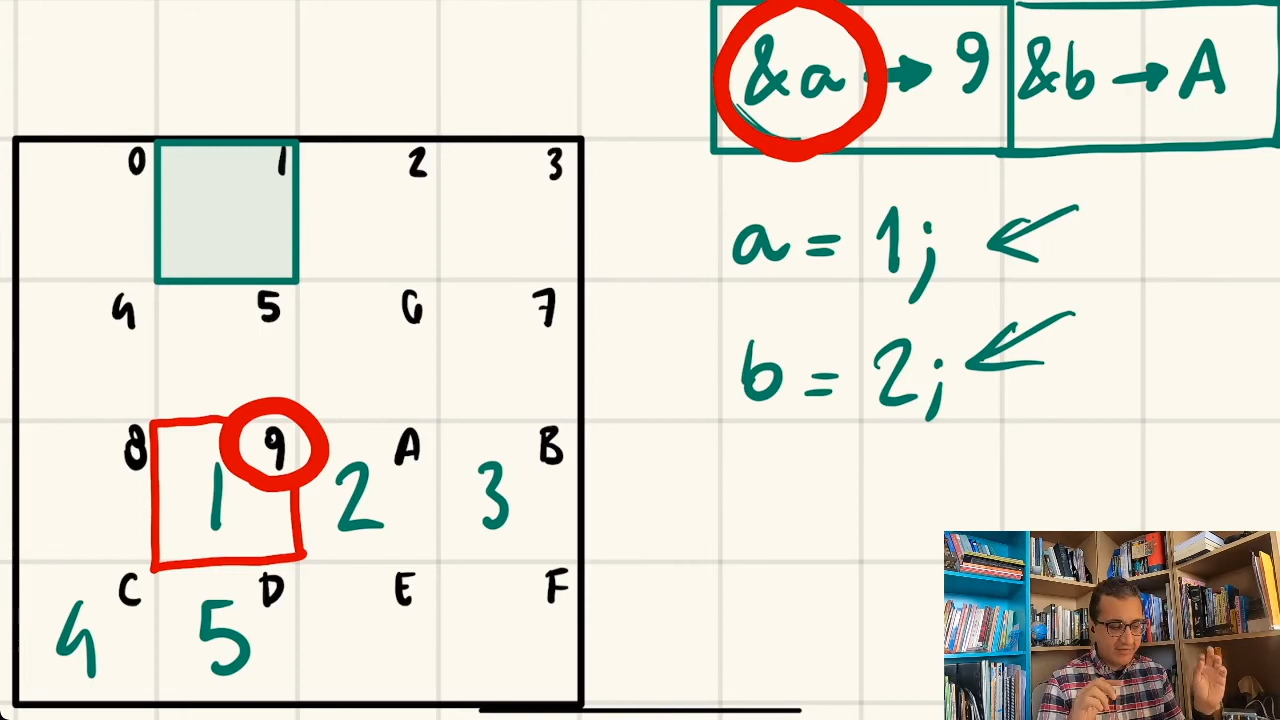 &a → 9 &b → A
0 1 2 3
a = 1;
4 5 6 7
b = 2;
8 9 A B
1 2 3
C D E F
4 5